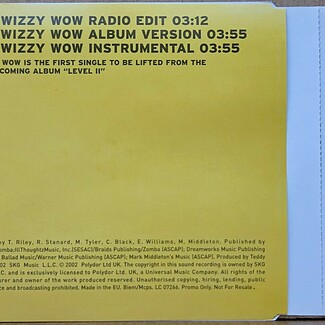 WIZZY WOW RADIO EDIT 03:12
WIZZY WOW ALBUM VERSION 03:55
WIZZY WOW INSTRUMENTAL 03:55
WOW IS THE FIRST SINGLE TO BE LIFTED FROM THE
COMING ALBUM "LEVEL II"
y T. Riley, R. Stanard, M. Tyler, C. Black, E. Williams, M. Middleton. Published by
omba;IllThoughtzMusic, Inc.(SESAC)/Braids Publishing/Zomba (ASCAP); Dreamworks Music Publishing
Ballad Music/Warner Music Publishing (ASCAP); Mark Middleton's Music (ASCAP). Produced by Teddy
02 SKG Music L.L.C. © 2002 Polydor Ltd UK. The copyright in this sound recording is owned by SKG
C. and is exclusively licensed to Polydor Ltd UK, a Universal Music Company. All rights of the
urer and owner of the work produced reserved. Unauthorised copying, hiring, lending, public
ce and broadcasting prohibited. Made in the EU. Biem/Mcps. LC 07266. Promo Only. Not For Resale.